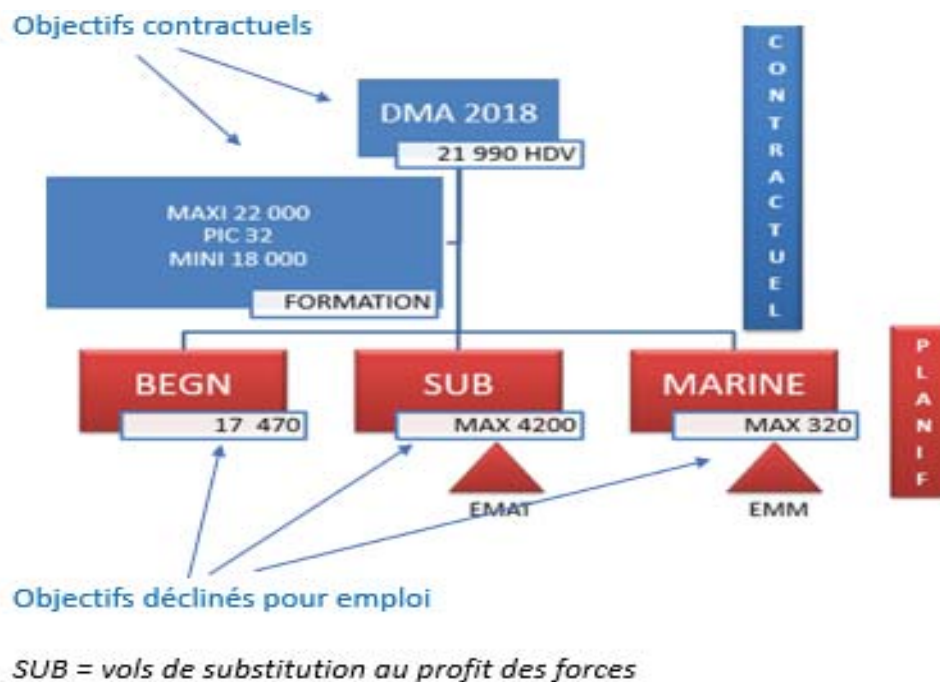 Objectifs contractuels
DMA 2018
21 990 HDV
MAXI 22 000
PIC 32
MINI 18 000
FORMATION
CONTRACTUEL
BEGN
17 470
SUB
MAX 4200
MARINE
MAX 320
PLANIF
EMAT
EMM
Objectifs déclinés pour emploi
SUB = vols de substitution au profit des forces